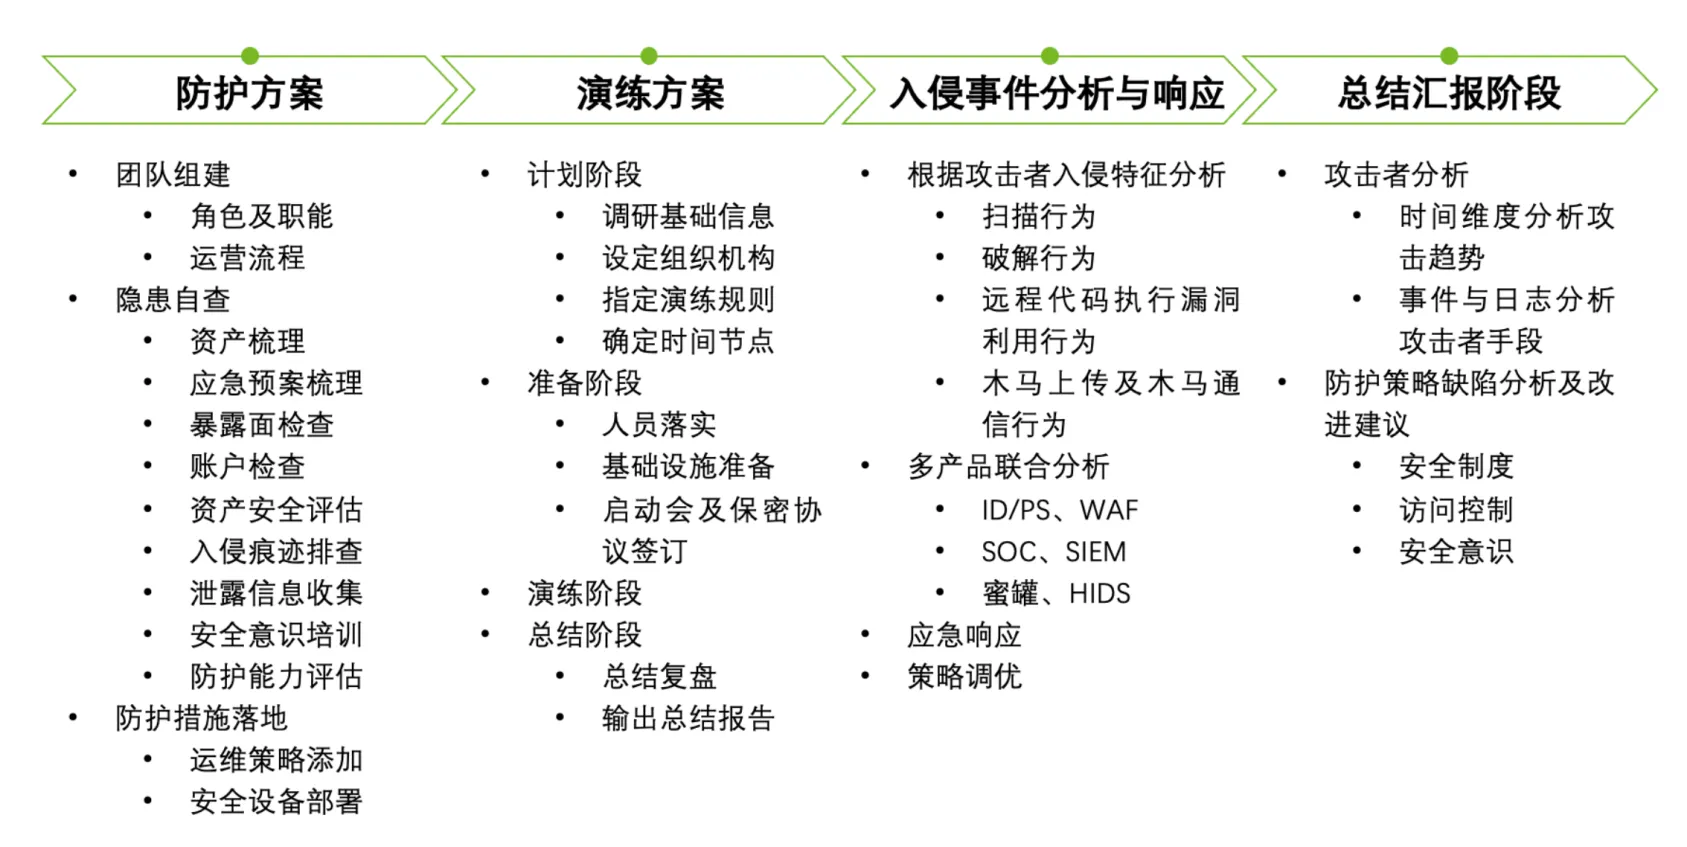 防护方案
团队组建
角色及职能
运营流程
隐患自查
资产梳理
应急预案梳理
暴露面检查
账户检查
资产安全评估
入侵痕迹排查
泄露信息收集
安全意识培训
防护能力评估
防护措施落地
运维策略添加
安全设备部署
演练方案
计划阶段
调研基础信息
设定组织机构
指定演练规则
确定时间节点
准备阶段
人员落实
基础设施准备
启动会及保密协
议签订
演练阶段
总结阶段
总结复盘
输出总结报告
入侵事件分析与响应
根据攻击者入侵特征分析
扫描行为
破解行为
远程代码执行漏洞
利用行为
木马上传及木马通
信行为
多产品联合分析
ID/PS、WAF
SOC、SIEM
蜜罐、HIDS
应急响应
策略调优
总结汇报阶段
攻击者分析
时间维度分析攻
击趋势
事件与日志分析
攻击者手段
防护策略缺陷分析及改
进建议
安全制度
访问控制
安全意识